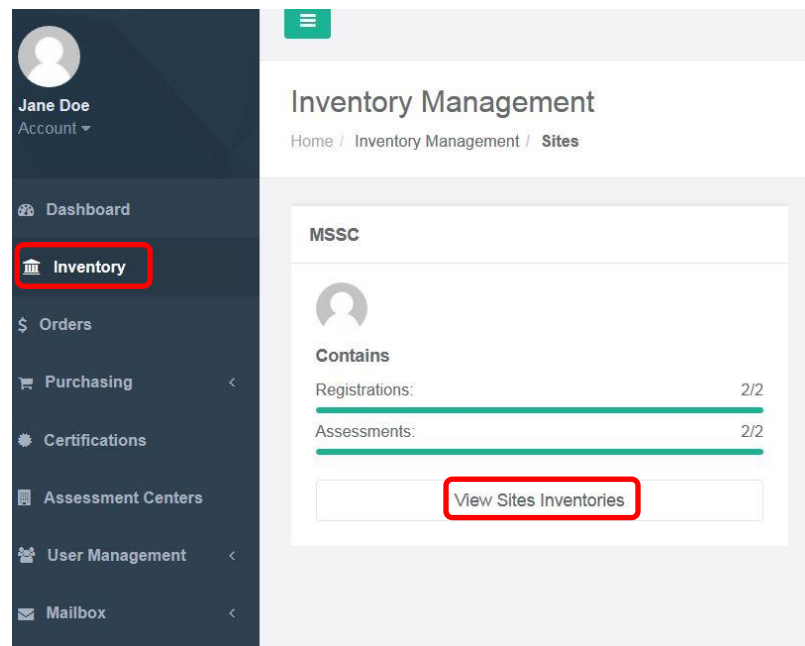 Jane Doe
Account
Dashboard
Inventory
$ Orders
Purchasing
Certifications
Assessment Centers
User Management
Mailbox
Inventory Management
Home / Inventory Management / Sites
MSSC
Contains
Registrations: 2/2
Assessments: 2/2
View Sites Inventories